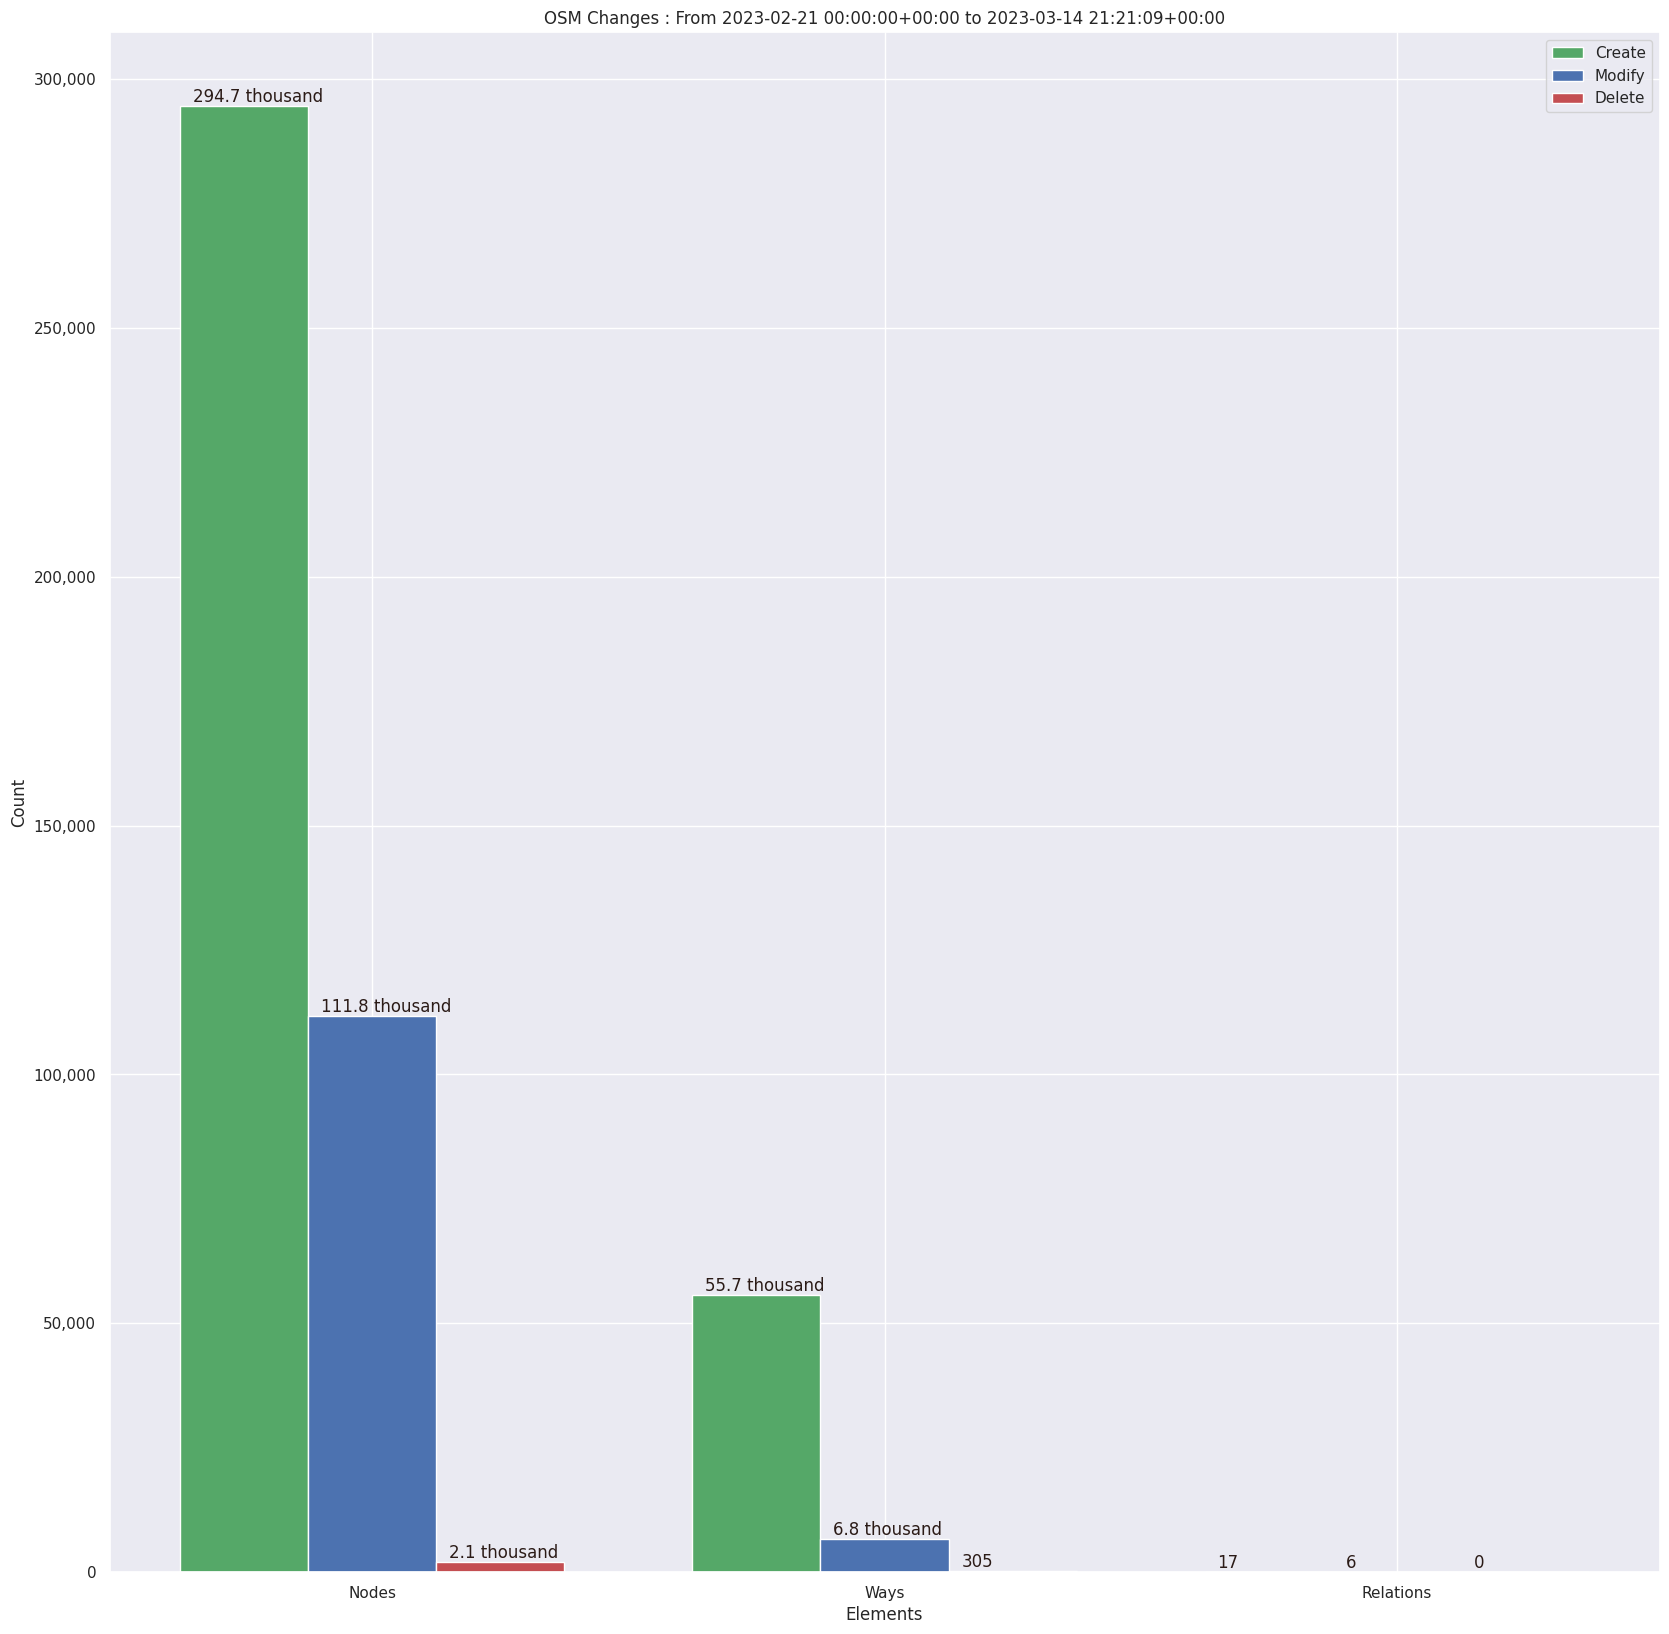 OSM Changes : From 2023-02-21 00:00:00+00:00 to 2023-03-14 21:21:09+00:00
Create
Modify
Delete
300,000
250,000
200,000
150,000
100,000
50,000
0
Count
294.7 thousand
111.8 thousand
2.1 thousand
55.7 thousand
6.8 thousand
305
17
6
0
Nodes
Ways
Relations
Elements